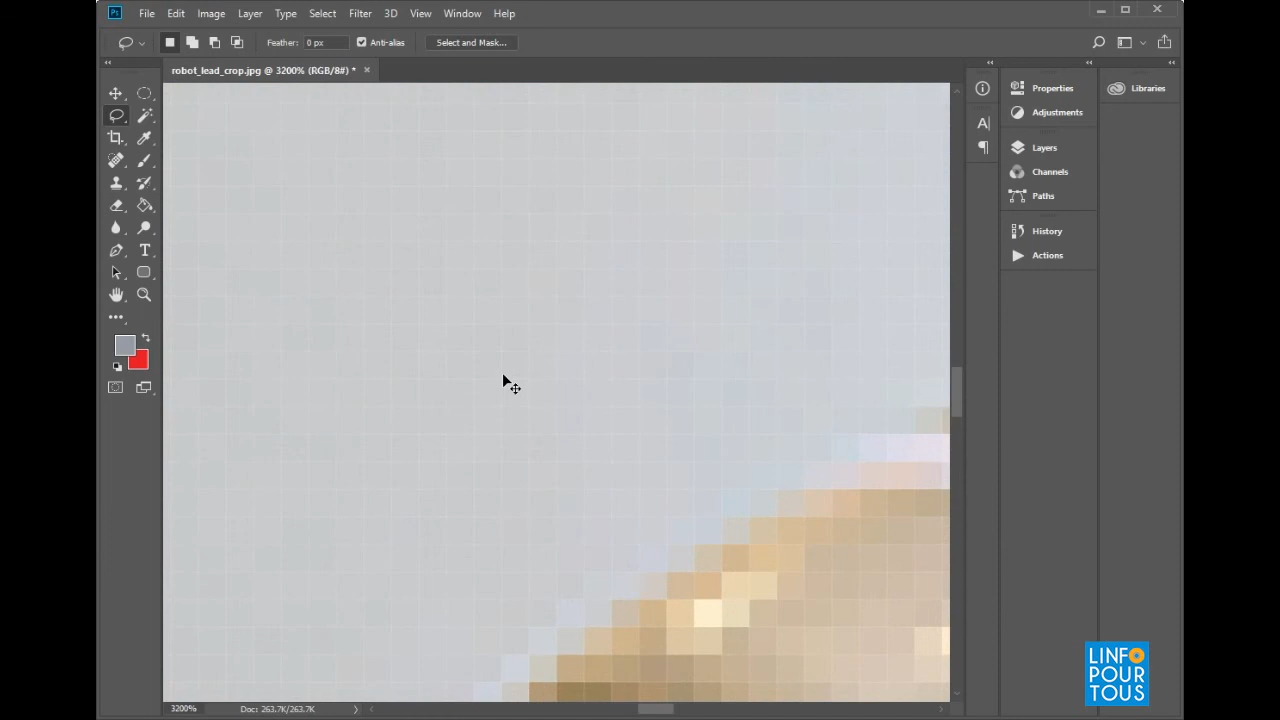 Ps File Edit Image Layer Type Select Filter 3D View Window Help
Feather: 0 px Anti-alias Select and Mask...
robot_lead_crop.jpg @ 3200% (RGB/8#) *
Properties
Adjustments
Layers
Channels
Paths
History
Actions
Libraries
3200% Doc: 263.7K/263.7K
LINFO
POUR
TOUS